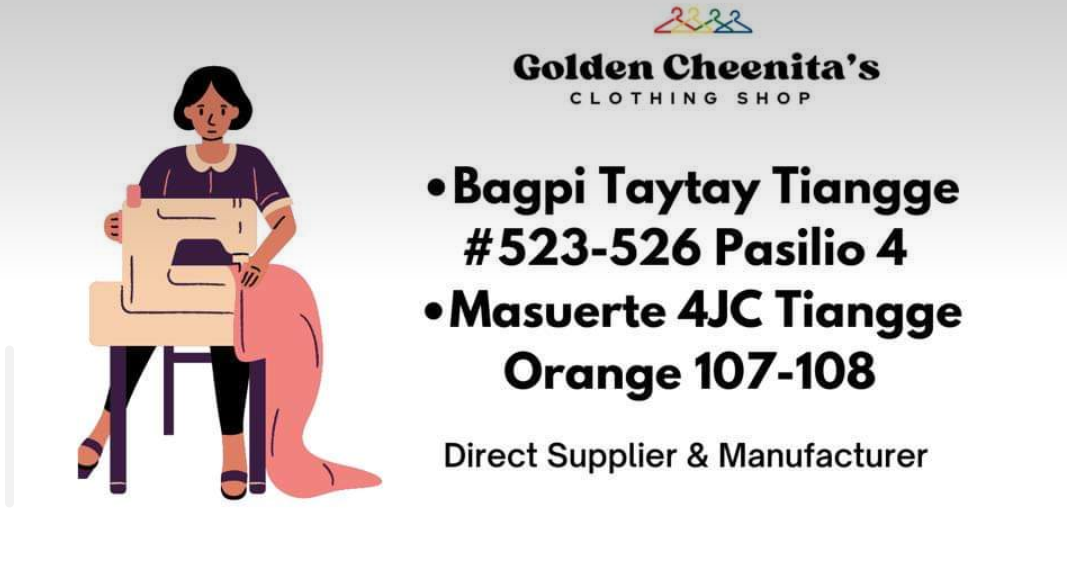 Golden Cheenita's
CLOTHING SHOP
•Bagpi Taytay Tiangge
#523-526 Pasilio 4
•Masuerte 4JC Tiangge
Orange 107-108
Direct Supplier & Manufacturer